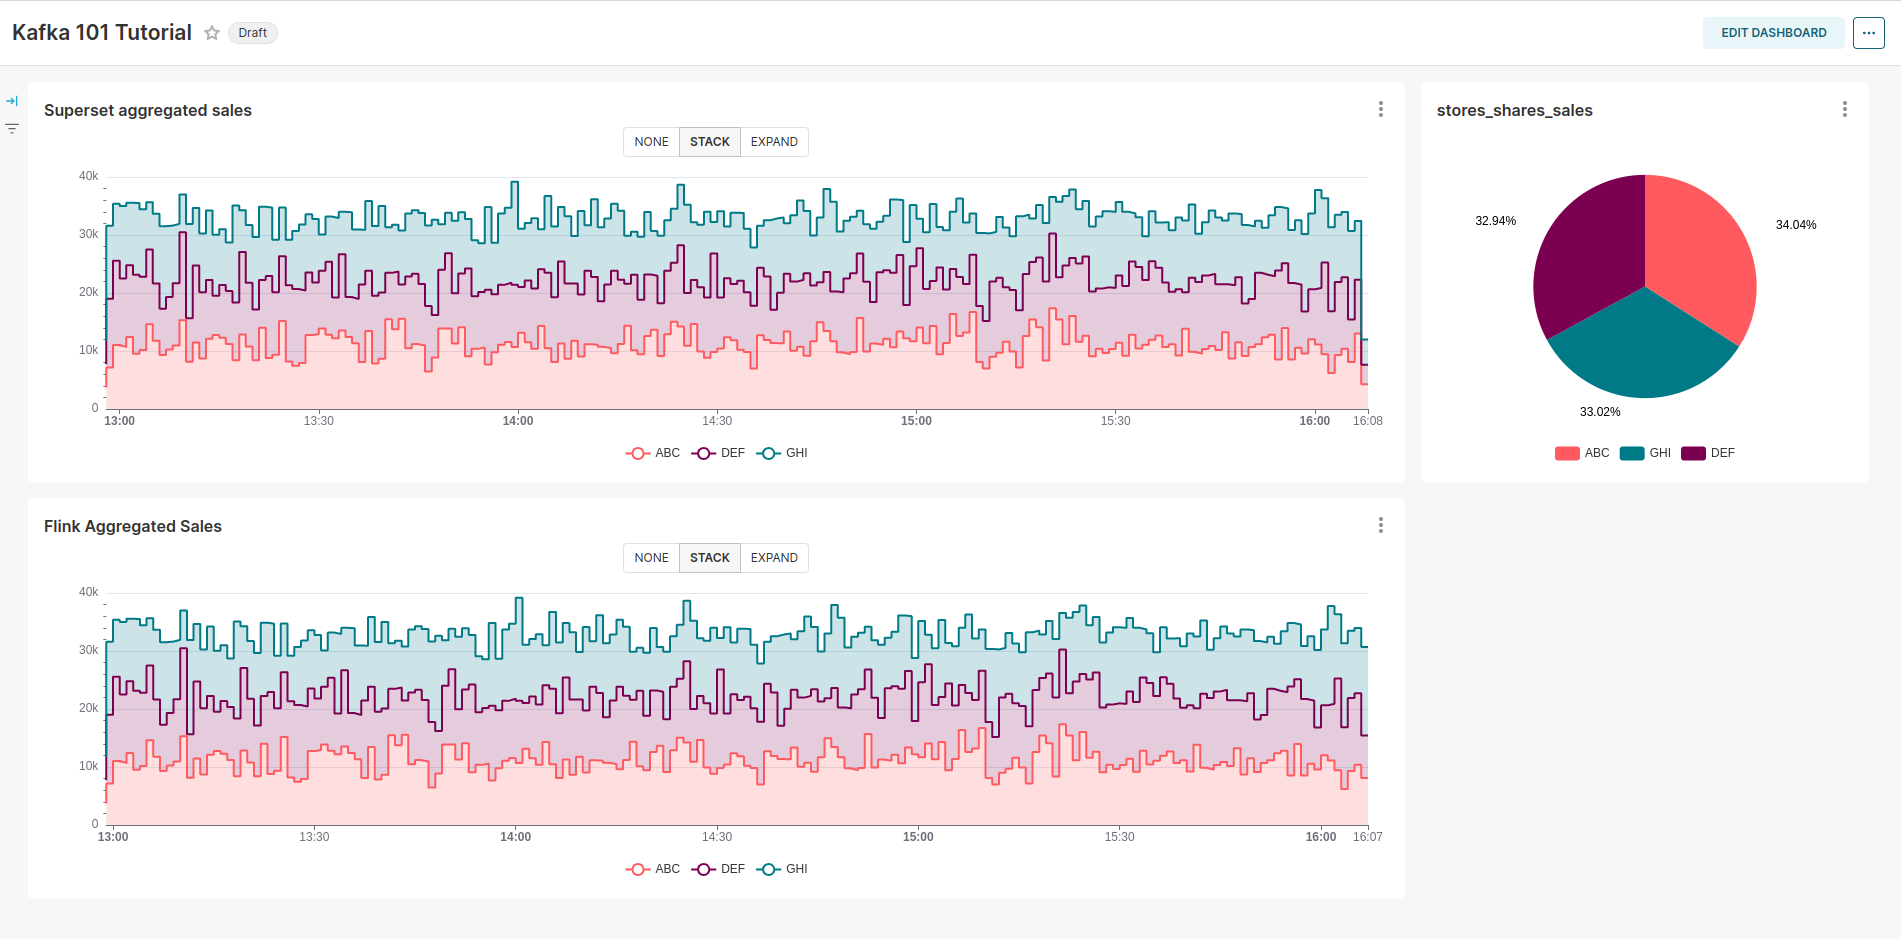 Kafka 101 Tutorial
Draft
EDIT DASHBOARD
Superset aggregated sales
NONE STACK EXPAND
40k
30k
20k
10k
0
13:00 13:30 14:00 14:30 15:00 15:30 16:00 16:08
ABC DEF GHI
stores_shares_sales
32.94%
34.04%
33.02%
ABC GHI DEF
Flink Aggregated Sales
NONE STACK EXPAND
40k
30k
20k
10k
0
13:00 13:30 14:00 14:30 15:00 15:30 16:00 16:07
ABC DEF GHI